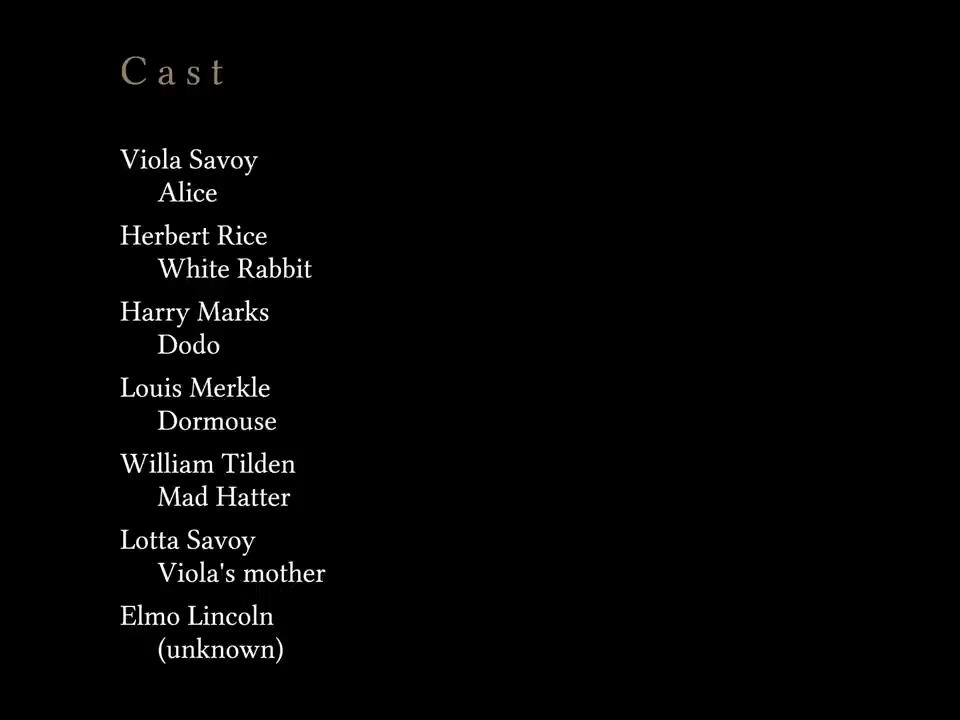 Cast
Viola Savoy
Alice
Herbert Rice
White Rabbit
Harry Marks
Dodo
Louis Merkle
Dormouse
William Tilden
Mad Hatter
Lotta Savoy
Viola's mother
Elmo Lincoln
(unknown)